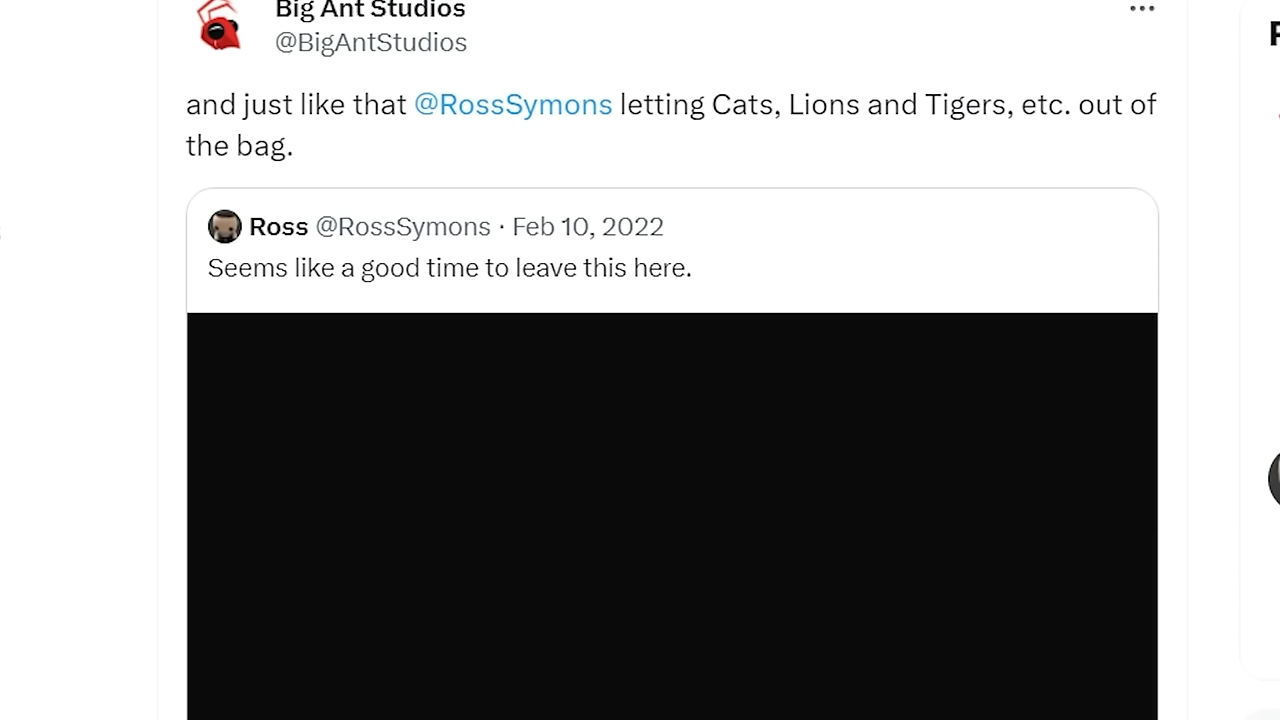 Big Ant Studios
@BigAntStudios
and just like that @RossSymons letting Cats, Lions and Tigers, etc. out of
the bag.
Ross @RossSymons · Feb 10, 2022
Seems like a good time to leave this here.